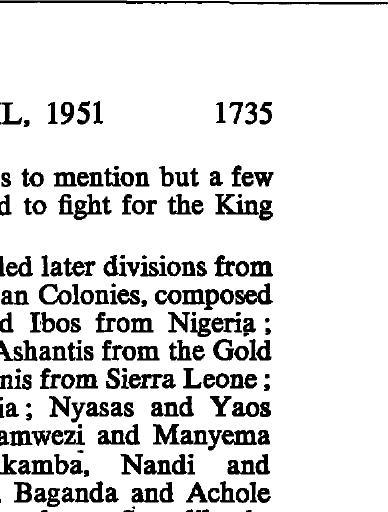 IL, 1951 1735
s to mention but a few
d to fight for the King
led later divisions from
an Colonies, composed
d Ibos from Nigeria ;
Ashantis from the Gold
nis from Sierra Leone ;
ia ; Nyasas and Yaos
amwezi and Manyema
kamba, Nandi and
Baganda and Achole